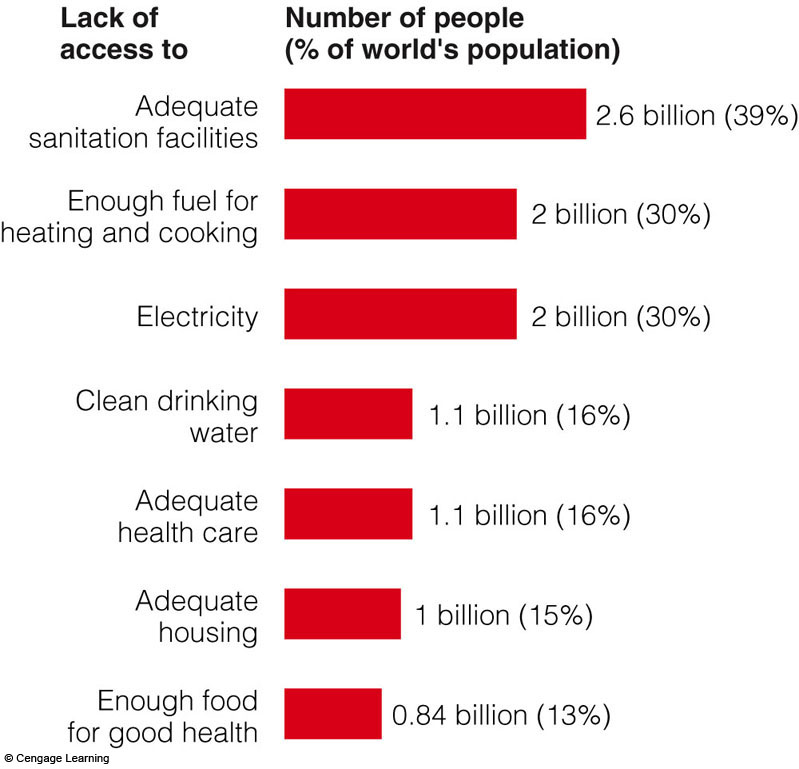 Lack of
access to
Number of people
(% of world's population)
Adequate
sanitation facilities
2.6 billion (39%)
Enough fuel for
heating and cooking
2 billion (30%)
Electricity
2 billion (30%)
Clean drinking
water
1.1 billion (16%)
Adequate
health care
1.1 billion (16%)
Adequate
housing
1 billion (15%)
Enough food
for good health
0.84 billion (13%)
© Cengage Learning